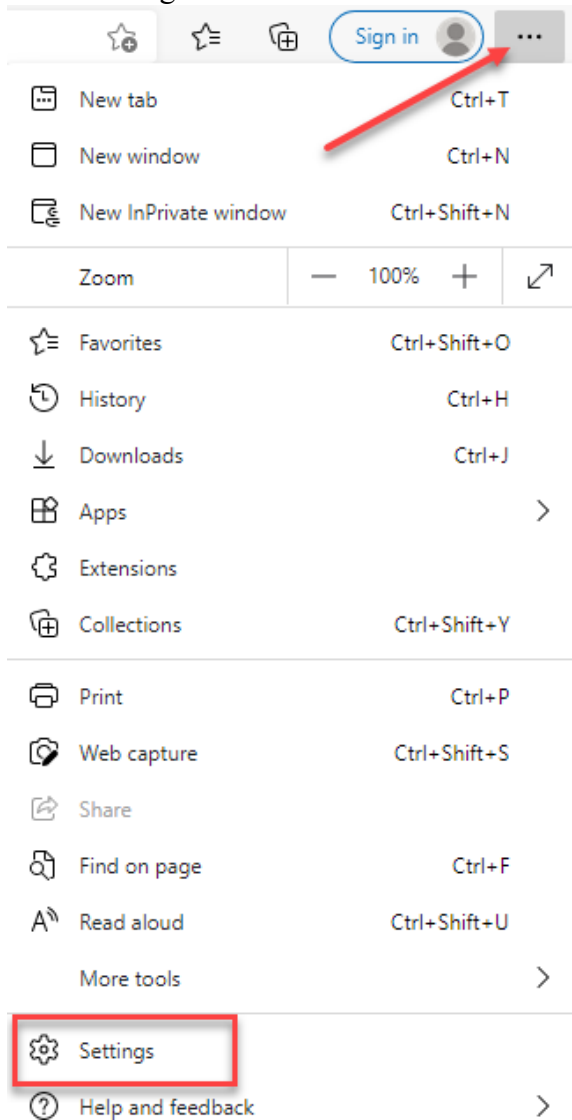 Sign in
New tab Ctrl+T
New window Ctrl+N
New InPrivate window Ctrl+Shift+N
Zoom — 100% +
Favorites Ctrl+Shift+O
History Ctrl+H
Downloads Ctrl+J
Apps
Extensions
Collections Ctrl+Shift+Y
Print Ctrl+P
Web capture Ctrl+Shift+S
Share
Find on page Ctrl+F
Read aloud Ctrl+Shift+U
More tools
Settings
Help and feedback